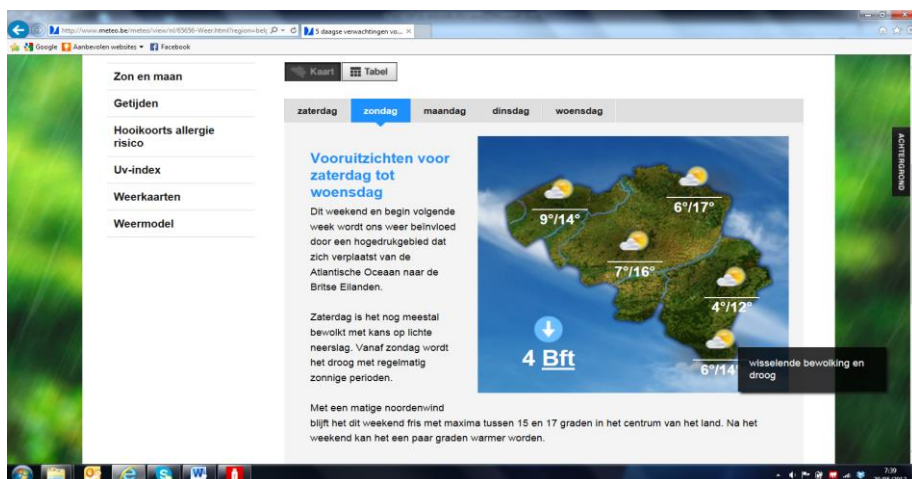 http://www.meteo.be/meteo/view/nl/65656-Weer.html?region=belg
5 daagse verwachtingen vo...
Google Aanbevolen websites Facebook
Kaart Tabel
Zon en maan
Getijden
Hooikoorts allergie
risico
Uv-index
Weerkaarten
Weermodel
zaterdag zondag maandag dinsdag woensdag
Vooruitzichten voor
zaterdag tot
woensdag
Dit weekend en begin volgende
week wordt ons weer beïnvloed
door een hogedrukgebied dat
zich verplaatst van de
Atlantische Oceaan naar de
Britse Eilanden.
Zaterdag is het nog meestal
bewolkt met kans op lichte
neerslag. Vanaf zondag wordt
het droog met regelmatig
zonnige perioden.
Met een matige noordenwind
blijft het dit weekend fris met maxima tussen 15 en 17 graden in het centrum van het land. Na het
weekend kan het een paar graden warmer worden.
9°/14°
6°/17°
7°/16°
4°/12°
4 Bft
6°/14°
wisselende bewolking en
droog
ACHTERGROND
7:39